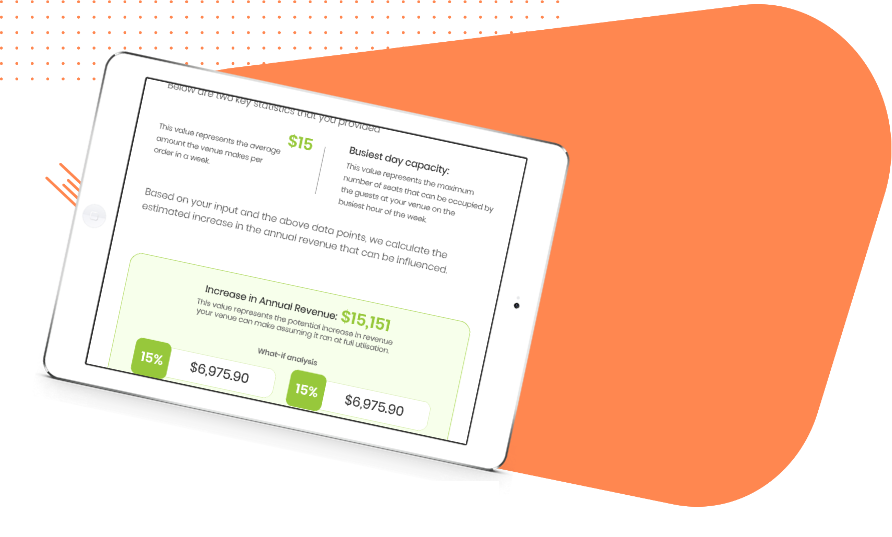 Below are two key statistics that you provided
This value represents the average
amount the venue makes per
order in a week.
$15
Busiest day capacity:
This value represents the maximum
number of seats that can be occupied by
the guests at your venue on the
busiest hour of the week.
Based on your input and the above data points, we calculate the
estimated increase in the annual revenue that can be influenced.
Increase in Annual Revenue: $15,151
This value represents the potential increase in revenue
your venue can make assuming it ran at full utilisation.
What-if analysis
15% $6,975.90
15% $6,975.90